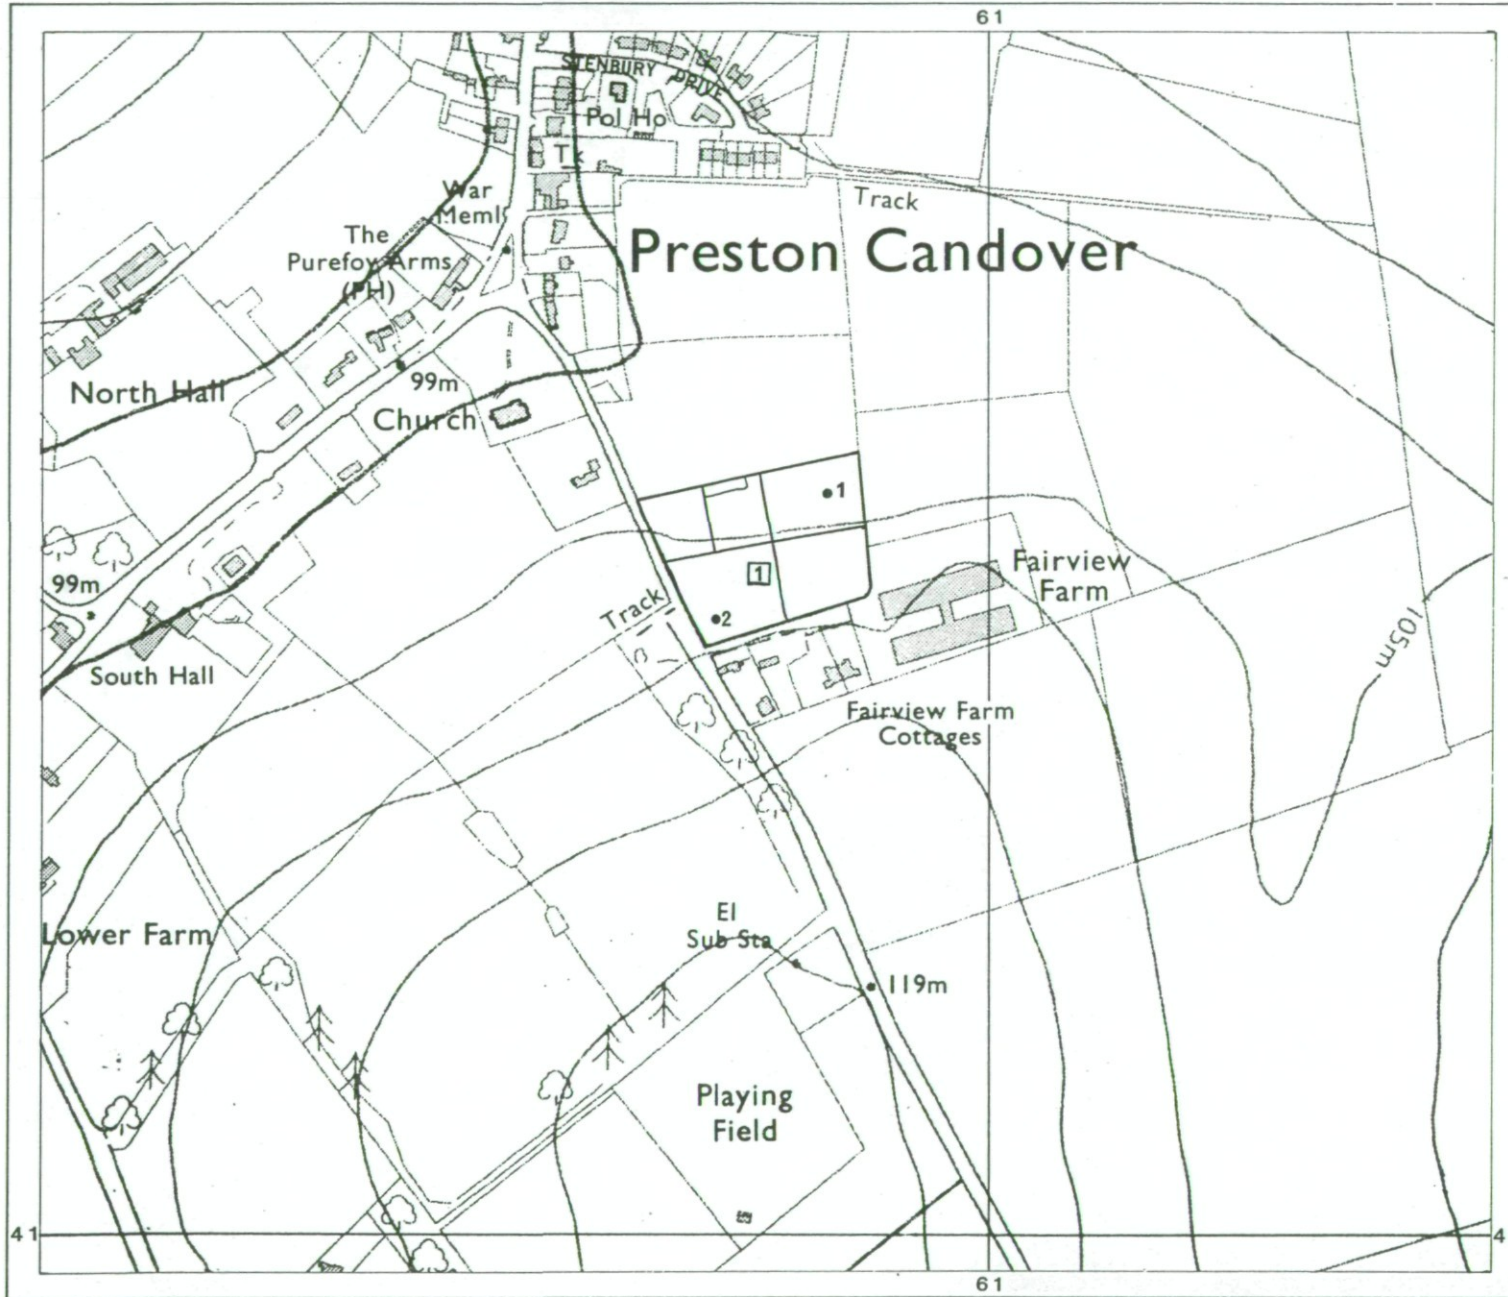 61
STENBURY DRIVE
Pol Ho
Tk
War
Meml
Track
The
Purefoy Arms
(PH)
Preston Candover
99m
North Hall
Church
1
Fairview
Farm
99m
1
Track
2
105m
South Hall
Fairview Farm
Cottages
El
Sub Sta
Lower Farm
119m
Playing
Field
41
4
61